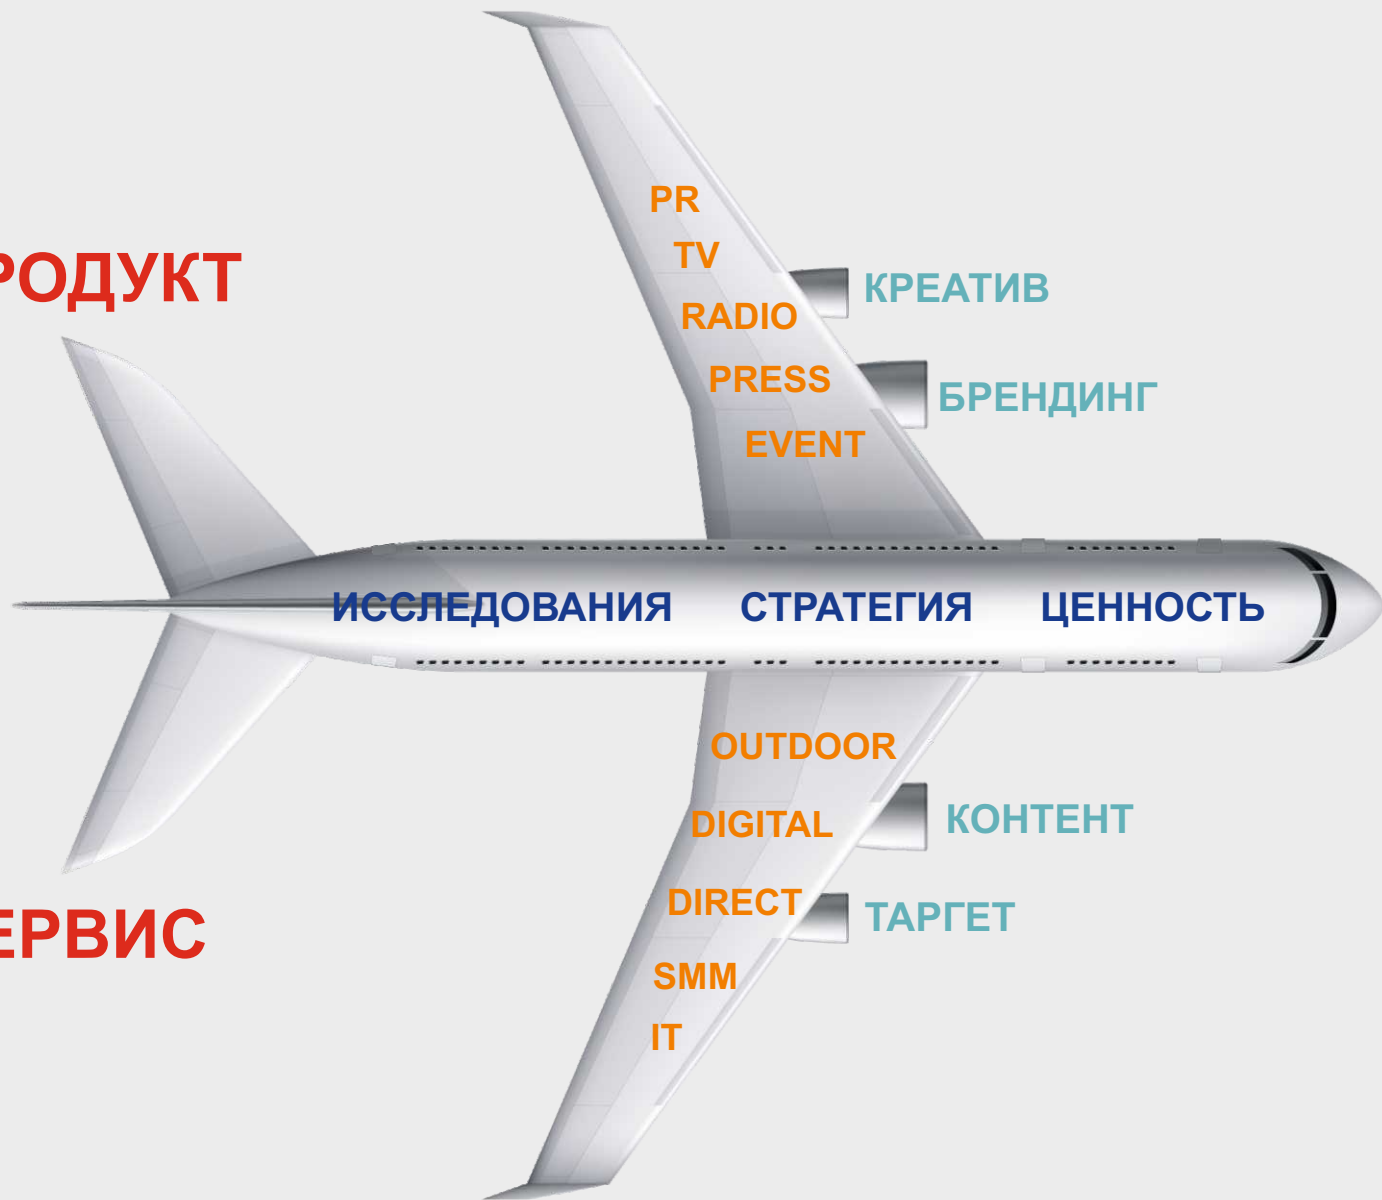 PR
TV
РОДУКТ
КРЕАТИВ
RADIO
PRESS
БРЕНДИНГ
EVENT
ИССЛЕДОВАНИЯ СТРАТЕГИЯ ЦЕННОСТЬ
OUTDOOR
DIGITAL
КОНТЕНТ
DIRECT
ТАРГЕТ
ЕРВИС
SMM
IT